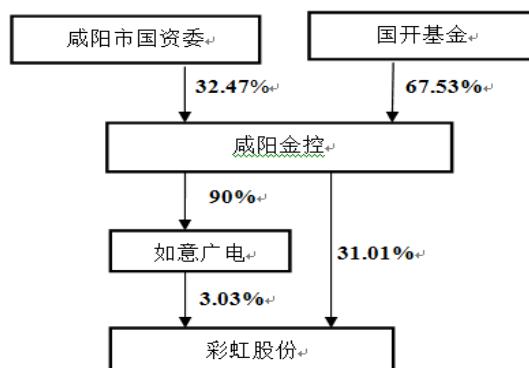 咸阳市国资委
国开基金
32.47%
67.53%
咸阳金控
90%
31.01%
如意广电
3.03%
彩虹股份